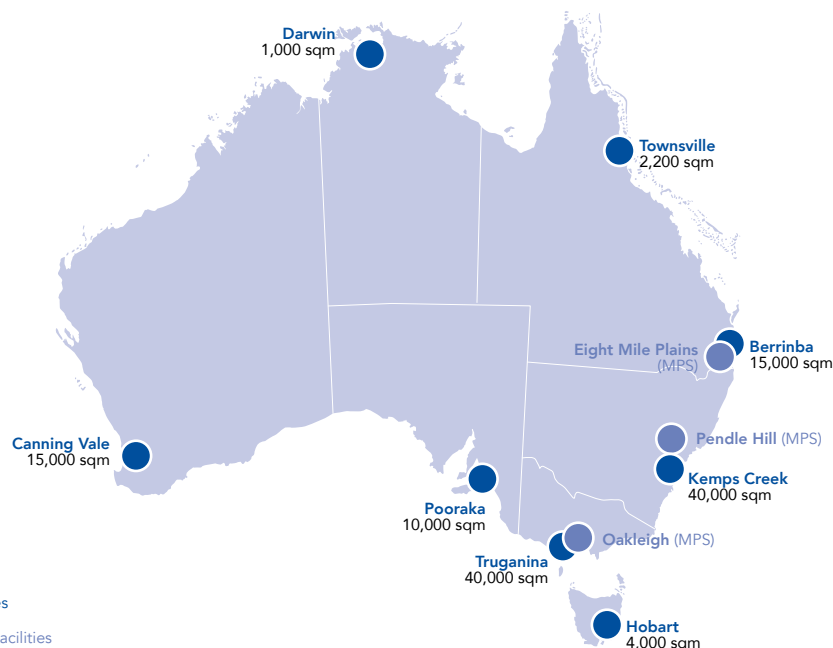 Darwin
1,000 sqm
Townsville
2,200 sqm
Eight Mile Plains
(MPS)
Berrinba
15,000 sqm
Canning Vale
15,000 sqm
Pendle Hill (MPS)
Kemps Creek
40,000 sqm
Pooraka
10,000 sqm
Oakleigh (MPS)
Truganina
40,000 sqm
Hobart
4,000 sqm